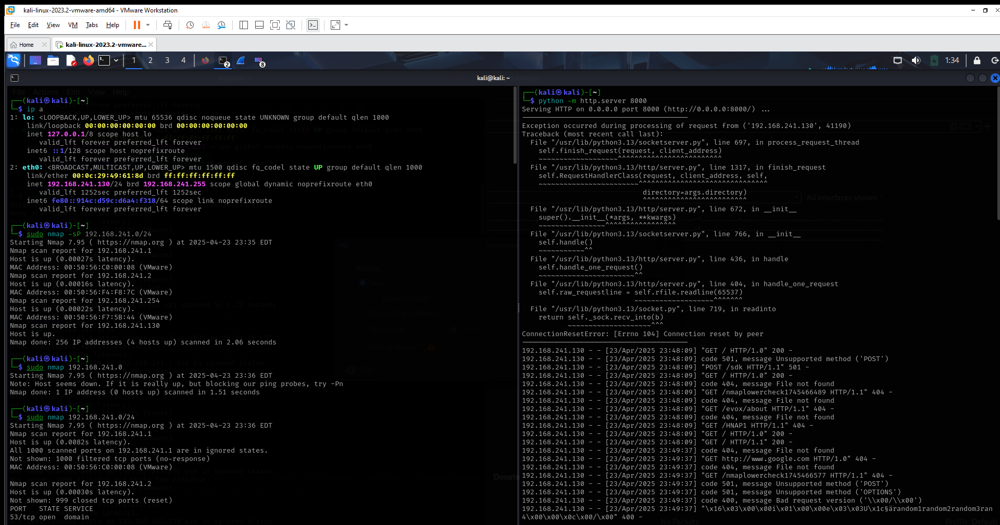 kali-linux-2023.2-vmware-amd64 - VMware Workstation
File Edit View VM Tabs Help
Home
kali-linux-2023.2-vmware...
1 2 3 4
2
8
1:34
kali@kali: ~
┌──(kali㉿kali)-[~]
└─$ ip a
1: lo: <LOOPBACK,UP,LOWER_UP> mtu 65536 qdisc noqueue state UNKNOWN group default qlen 1000
    link/loopback 00:00:00:00:00:00 brd 00:00:00:00:00:00
    inet 127.0.0.1/8 scope host lo
       valid_lft forever preferred_lft forever
    inet6 ::1/128 scope host noprefixroute
       valid_lft forever preferred_lft forever
2: eth0: <BROADCAST,MULTICAST,UP,LOWER_UP> mtu 1500 qdisc fq_codel state UP group default qlen 1000
    link/ether 00:0c:29:49:61:8d brd ff:ff:ff:ff:ff:ff
    inet 192.168.241.130/24 brd 192.168.241.255 scope global dynamic noprefixroute eth0
       valid_lft 1252sec preferred_lft 1252sec
    inet6 fe80::914c:d59c:d6a4:f318/64 scope link noprefixroute
       valid_lft forever preferred_lft forever
┌──(kali㉿kali)-[~]
└─$ sudo nmap -sP 192.168.241.0/24
Starting Nmap 7.95 ( https://nmap.org ) at 2025-04-23 23:35 EDT
Nmap scan report for 192.168.241.1
Host is up (0.00027s latency).
MAC Address: 00:50:56:C0:00:08 (VMware)
Nmap scan report for 192.168.241.2
Host is up (0.00016s latency).
MAC Address: 00:50:56:F4:F8:7C (VMware)
Nmap scan report for 192.168.241.254
Host is up (0.00022s latency).
MAC Address: 00:50:56:F7:5B:44 (VMware)
Nmap scan report for 192.168.241.130
Host is up.
Nmap done: 256 IP addresses (4 hosts up) scanned in 2.06 seconds
┌──(kali㉿kali)-[~]
└─$ sudo nmap 192.168.241.0
Starting Nmap 7.95 ( https://nmap.org ) at 2025-04-23 23:36 EDT
Note: Host seems down. If it is really up, but blocking our ping probes, try -Pn
Nmap done: 1 IP address (0 hosts up) scanned in 1.51 seconds
┌──(kali㉿kali)-[~]
└─$ sudo nmap 192.168.241.0/24
Starting Nmap 7.95 ( https://nmap.org ) at 2025-04-23 23:36 EDT
Nmap scan report for 192.168.241.1
Host is up (0.0082s latency).
All 1000 scanned ports on 192.168.241.1 are in ignored states.
Not shown: 1000 filtered tcp ports (no-response)
MAC Address: 00:50:56:C0:00:08 (VMware)
Nmap scan report for 192.168.241.2
Host is up (0.00030s latency).
Not shown: 999 closed tcp ports (reset)
PORT   STATE SERVICE
53/tcp open  domain
┌──(kali㉿kali)-[~]
└─$ python -m http.server 8000
Serving HTTP on 0.0.0.0 port 8000 (http://0.0.0.0:8000/) ...
----------------------------------------
Exception occurred during processing of request from ('192.168.241.130', 41190)
Traceback (most recent call last):
  File "/usr/lib/python3.13/socketserver.py", line 697, in process_request_thread
    self.finish_request(request, client_address)
    ~~~~~~~~~~~~~~~~~~~^^^^^^^^^^^^^^^^^^^^^^^^^
  File "/usr/lib/python3.13/http/server.py", line 1317, in finish_request
    self.RequestHandlerClass(request, client_address, self,
    ~~~~~~~~~~~~~~~~~~~~~~~~^^^^^^^^^^^^^^^^^^^^^^^^^^^^^^^
                             directory=args.directory)
                             ^^^^^^^^^^^^^^^^^^^^^^^^^
  File "/usr/lib/python3.13/http/server.py", line 672, in __init__
    super().__init__(*args, **kwargs)
    ~~~~~~~~~~~~~~~~^^^^^^^^^^^^^^^^^
  File "/usr/lib/python3.13/socketserver.py", line 766, in __init__
    self.handle()
    ~~~~~~~~~~~^^
  File "/usr/lib/python3.13/http/server.py", line 436, in handle
    self.handle_one_request()
    ~~~~~~~~~~~~~~~~~~~~~~~^^
  File "/usr/lib/python3.13/http/server.py", line 404, in handle_one_request
    self.raw_requestline = self.rfile.readline(65537)
                           ~~~~~~~~~~~~~~~~~~~^^^^^^^
  File "/usr/lib/python3.13/socket.py", line 719, in readinto
    return self._sock.recv_into(b)
           ~~~~~~~~~~~~~~~~~~~~^^^
ConnectionResetError: [Errno 104] Connection reset by peer
----------------------------------------
192.168.241.130 - - [23/Apr/2025 23:48:09] "GET / HTTP/1.0" 200 -
192.168.241.130 - - [23/Apr/2025 23:48:09] code 501, message Unsupported method ('POST')
192.168.241.130 - - [23/Apr/2025 23:48:09] "POST /sdk HTTP/1.1" 501 -
192.168.241.130 - - [23/Apr/2025 23:48:09] "GET / HTTP/1.0" 200 -
192.168.241.130 - - [23/Apr/2025 23:48:09] code 404, message File not found
192.168.241.130 - - [23/Apr/2025 23:48:09] "GET /nmaplowercheck1745466489 HTTP/1.1" 404 -
192.168.241.130 - - [23/Apr/2025 23:48:09] code 404, message File not found
192.168.241.130 - - [23/Apr/2025 23:48:09] "GET /evox/about HTTP/1.1" 404 -
192.168.241.130 - - [23/Apr/2025 23:48:09] code 404, message File not found
192.168.241.130 - - [23/Apr/2025 23:48:09] "GET /HNAP1 HTTP/1.1" 404 -
192.168.241.130 - - [23/Apr/2025 23:48:09] "GET / HTTP/1.0" 200 -
192.168.241.130 - - [23/Apr/2025 23:48:09] "GET / HTTP/1.1" 200 -
192.168.241.130 - - [23/Apr/2025 23:49:37] code 404, message File not found
192.168.241.130 - - [23/Apr/2025 23:49:37] "GET http://www.google.com HTTP/1.0" 404 -
192.168.241.130 - - [23/Apr/2025 23:49:37] code 404, message File not found
192.168.241.130 - - [23/Apr/2025 23:49:37] "GET /nmaplowercheck1745466577 HTTP/1.1" 404 -
192.168.241.130 - - [23/Apr/2025 23:49:37] code 501, message Unsupported method ('POST')
192.168.241.130 - - [23/Apr/2025 23:49:37] code 501, message Unsupported method ('OPTIONS')
192.168.241.130 - - [23/Apr/2025 23:49:37] code 400, message Bad request version ('\\x00/\\x00')
192.168.241.130 - - [23/Apr/2025 23:49:37] "\x16\x03\x00\x00i\x01\x00\x00e\x03\x03U\x1c§ärandom1random2random3ran
4\x00\x00\x0c\x00/\x00" 400 -